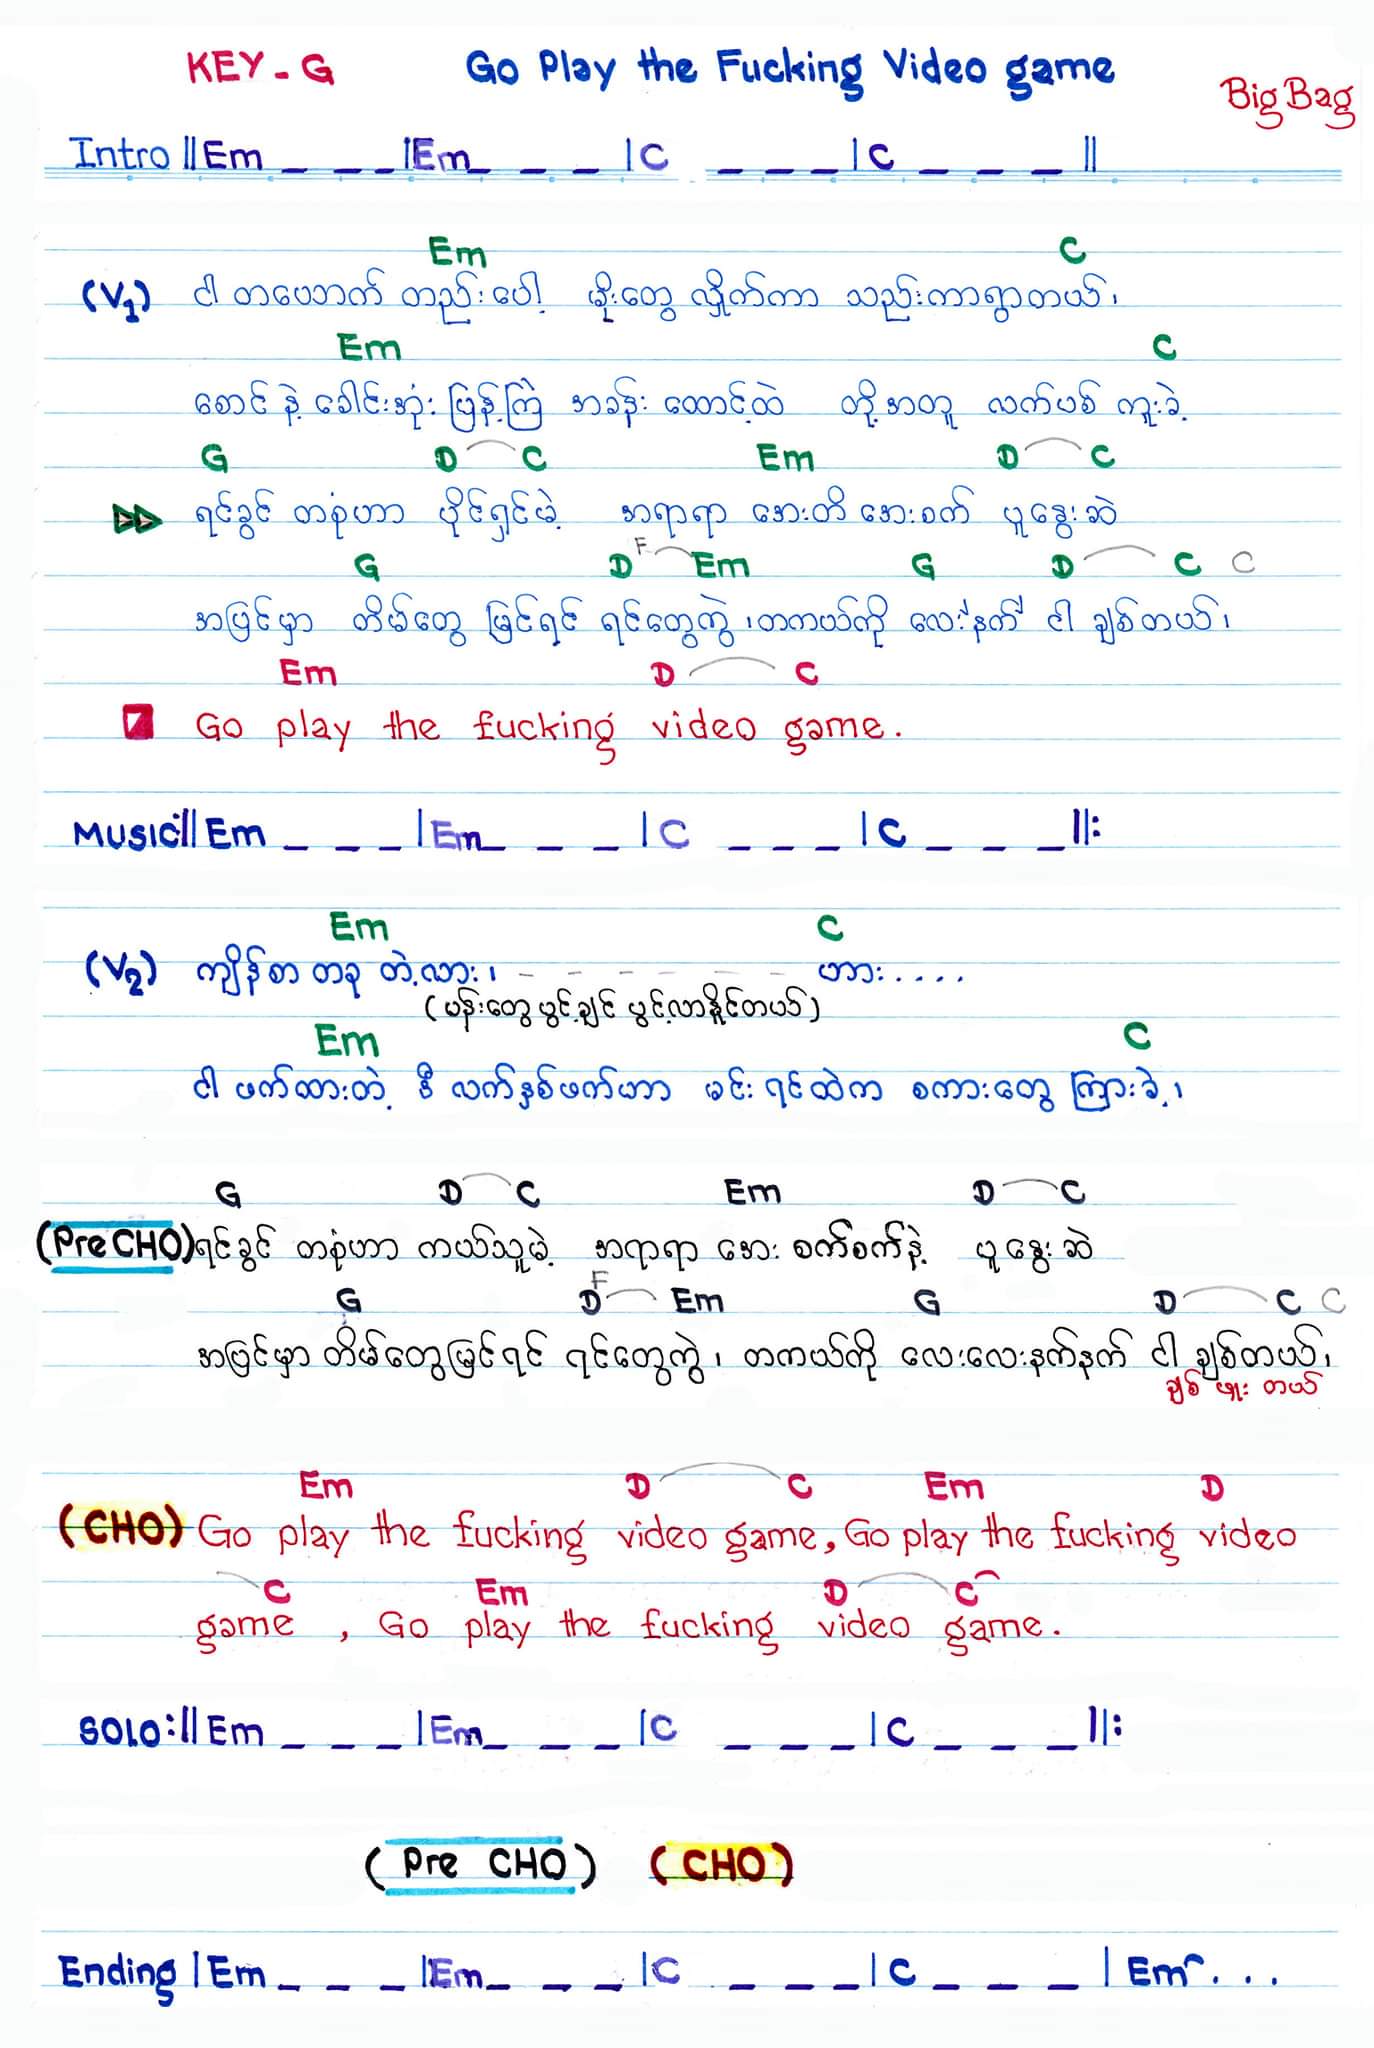 KEY - G Go Play the Fucking Video game
Big Bag
Intro ||Em _ _ _ |Em _ _ _ |C _ _ _ |C _ _ _ ||
Em C
(V1) ငါ တယောက် တည်းပေါ့ မိုးတွေ လှိုက်ကာ သည်းကာရွာတယ်၊
Em C
စောင် နဲ့ ခေါင်းအုံး ပြန့်ကြဲ အခန်း ထောင့်ထဲ တို့အတူ လက်ပစ် ကူးခဲ့
G D C Em D C
ရင်ခွင် တစုံဟာ ပိုင်ရှင်မဲ့ အရာရာ အေးတိ အေးစက် ပူနွေးဆဲ
G D F Em G D C C
အပြင်မှာ တိမ်တွေ မြင်ရင် ရင်တွေကွဲ ၊တကယ်ကို လေးနက် ငါ ချစ်တယ်၊
Em D C
Go play the fucking video game.
MUSIC:|| Em _ _ _ |Em _ _ _ |C _ _ _ |C _ _ _ ||:
Em C
(V2) ကျိန်စာ တခု တဲ့လား၊ - - - - - - ဟား....
(ပန်းတွေပွင့်ချင် ပွင့်လာနိူင်တယ်)
Em C
ငါ ဖက်ထားတဲ့ ဒီ လက်နှစ်ဖက်ဟာ မင်း ရင်ထဲက စကားတွေ ကြားခဲ့၊
G D C Em D C
(Pre CHO) ရင်ခွင် တစုံဟာ ကယ်သူမဲ့ အရာရာ အေး စက်စက်နဲ့ ပူနွေးဆဲ
G D F Em G D C C
အပြင်မှာ တိမ်တွေမြင်ရင် ရင်တွေကွဲ၊ တကယ်ကို လေးလေးနက်နက် ငါ ချစ်တယ်၊
ချစ် ဖူး တယ်
Em D C Em D
(CHO) Go play the fucking video game, Go play the fucking video
C Em D C
game , Go play the fucking video game.
SOLO:|| Em _ _ _ |Em _ _ _ |C _ _ _ |C _ _ _ ||:
(Pre CHO) (CHO)
Ending |Em _ _ _ |Em _ _ _ |C _ _ _ |C _ _ _ | Em ...